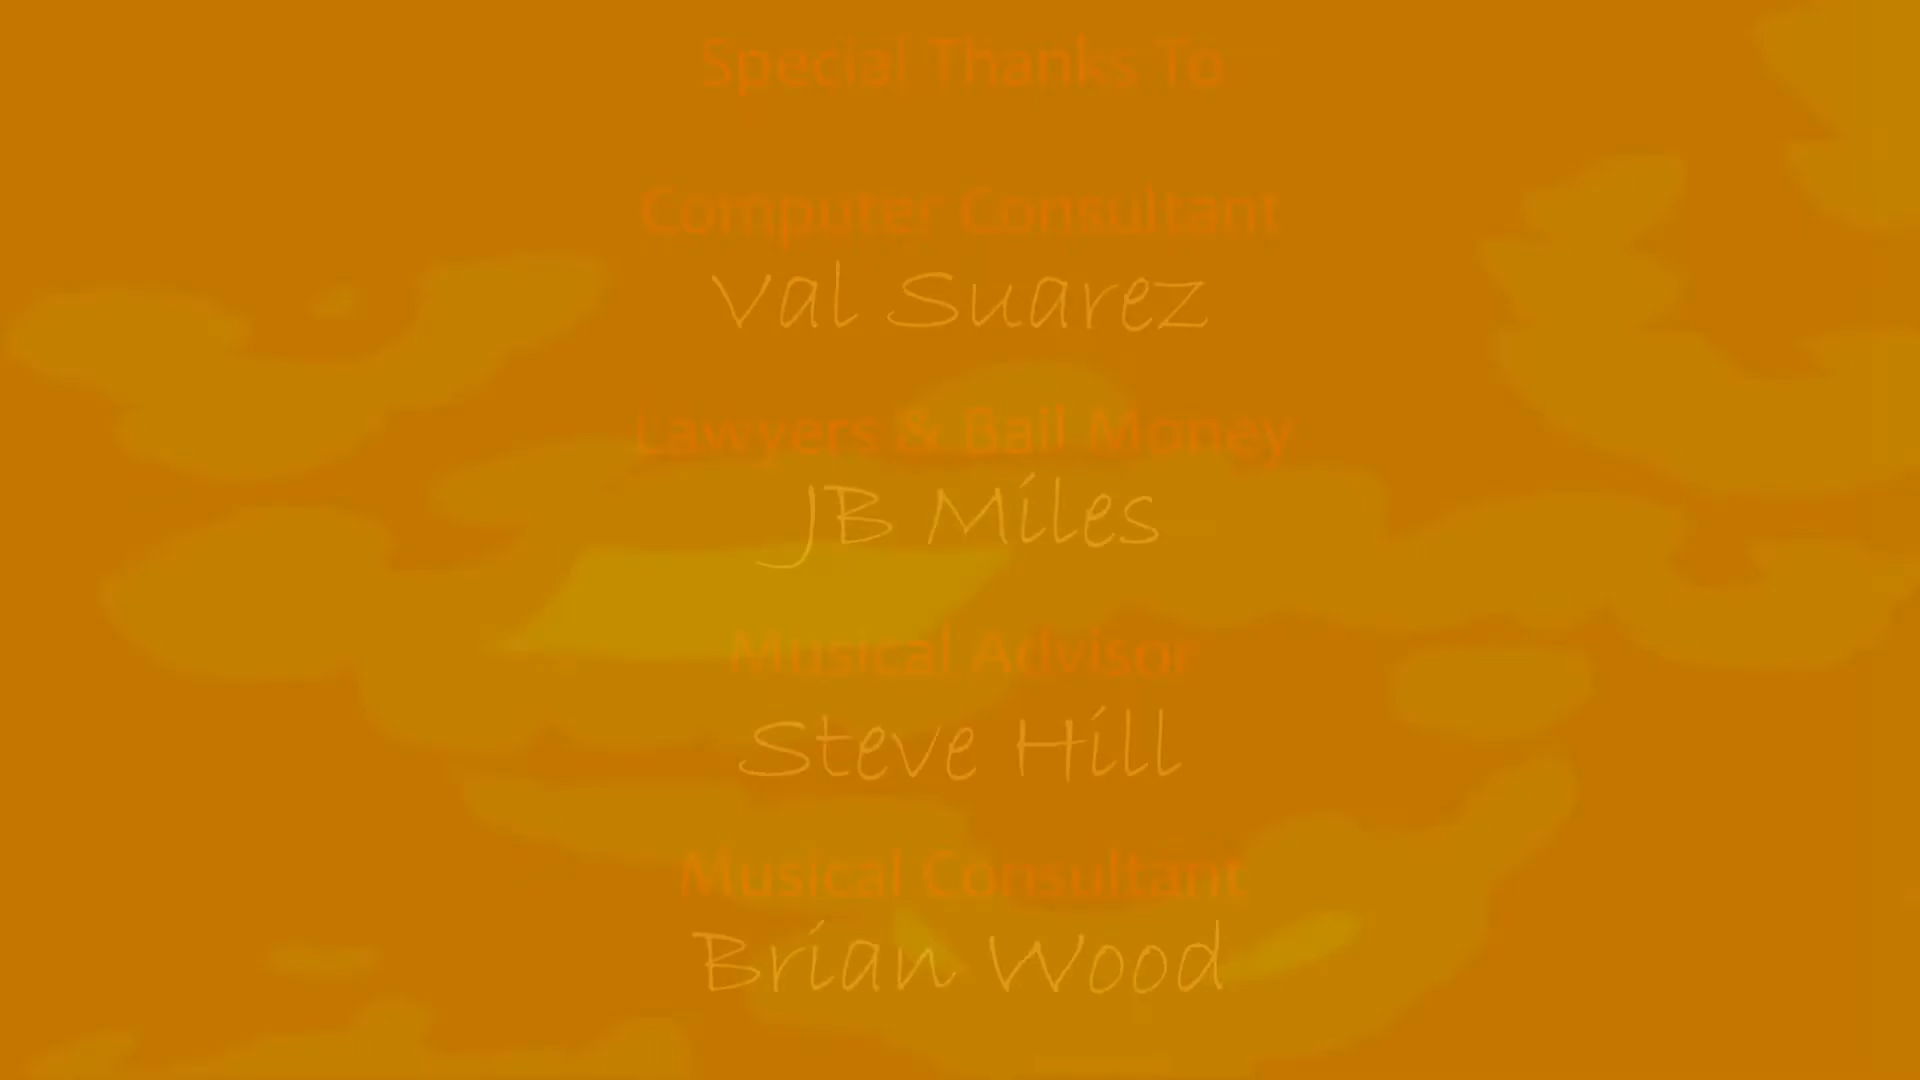 Special Thanks To
Computer Consultant
Val Suarez
Lawyers & Bail Money
JB Miles
Musical Advisor
Steve Hill
Musical Consultant
Brian Wood